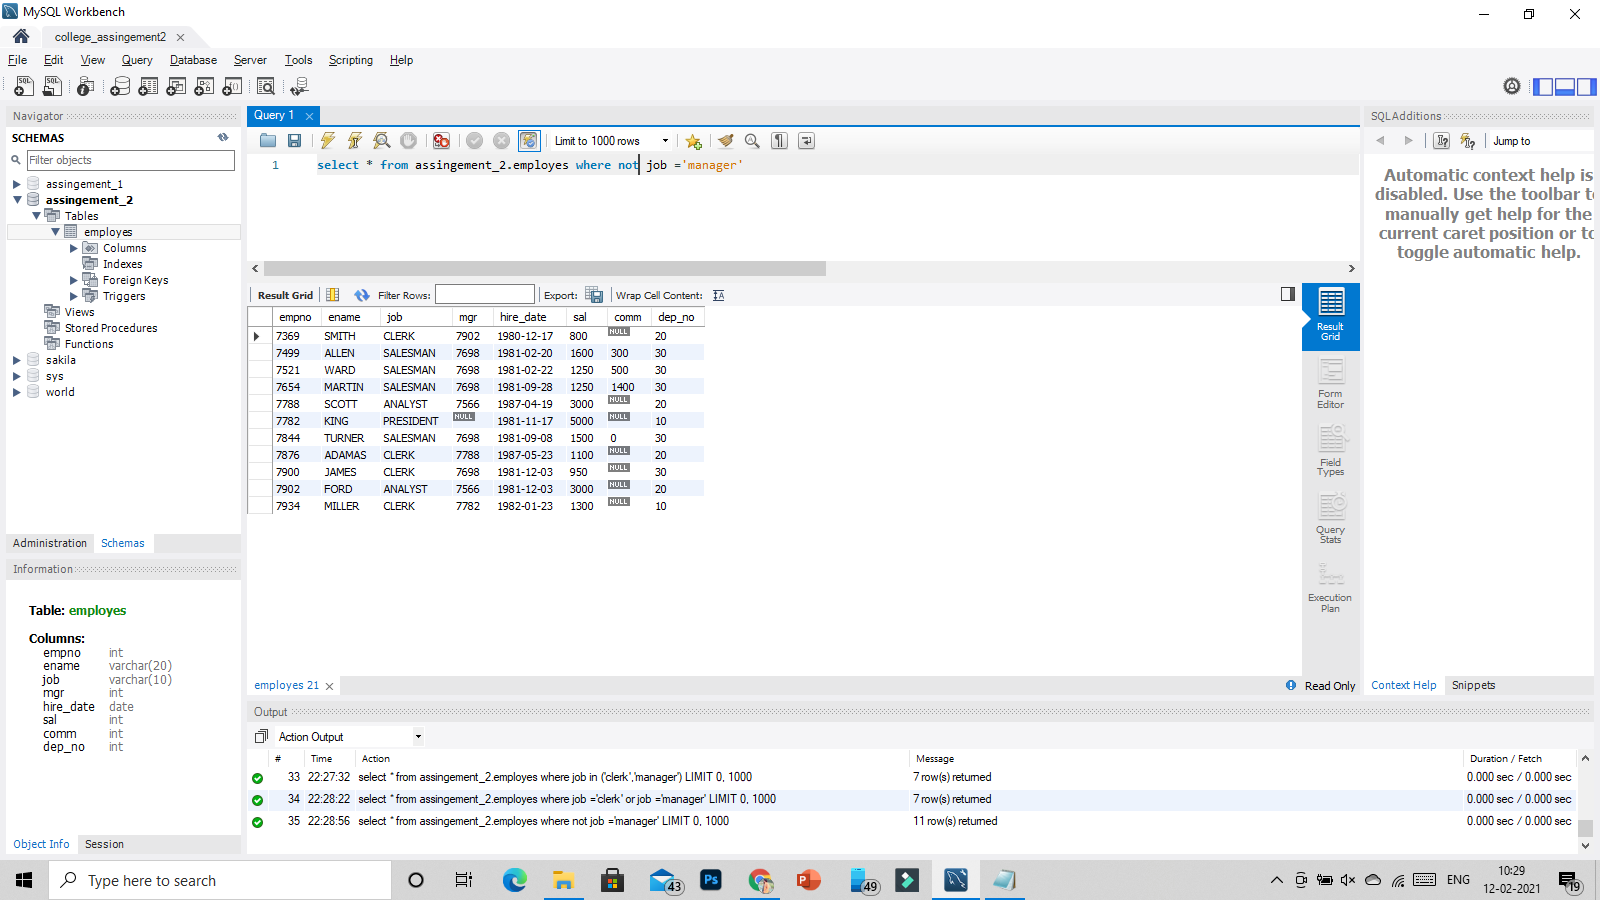 MySQL Workbench
college_assingement2
File Edit View Query Database Server Tools Scripting Help
Navigator
SCHEMAS
Filter objects
assingement_1
assingement_2
Tables
employes
Columns
Indexes
Foreign Keys
Triggers
Views
Stored Procedures
Functions
sakila
sys
world
Administration Schemas
Information
Table: employes
Columns:
empno int
ename varchar(20)
job varchar(10)
mgr int
hire_date date
sal int
comm int
dep_no int
Object Info Session
Query 1
Limit to 1000 rows
1 select * from assingement_2.employes where not job ='manager'
Result Grid Filter Rows: Export: Wrap Cell Content:
empno ename job mgr hire_date sal comm dep_no
7369 SMITH CLERK 7902 1980-12-17 800 NULL 20
7499 ALLEN SALESMAN 7698 1981-02-20 1600 300 30
7521 WARD SALESMAN 7698 1981-02-22 1250 500 30
7654 MARTIN SALESMAN 7698 1981-09-28 1250 1400 30
7788 SCOTT ANALYST 7566 1987-04-19 3000 NULL 20
7782 KING PRESIDENT NULL 1981-11-17 5000 NULL 10
7844 TURNER SALESMAN 7698 1981-09-08 1500 0 30
7876 ADAMAS CLERK 7788 1987-05-23 1100 NULL 20
7900 JAMES CLERK 7698 1981-12-03 950 NULL 30
7902 FORD ANALYST 7566 1981-12-03 3000 NULL 20
7934 MILLER CLERK 7782 1982-01-23 1300 NULL 10
Result
Grid
Form
Editor
Field
Types
Query
Stats
Execution
Plan
employes 21
Read Only
SQLAdditions
Jump to
Automatic context help is
disabled. Use the toolbar to
manually get help for the
current caret position or to
toggle automatic help.
Context Help Snippets
Output
Action Output
# Time Action Message Duration / Fetch
33 22:27:32 select * from assingement_2.employes where job in ('clerk','manager') LIMIT 0, 1000 7 row(s) returned 0.000 sec / 0.000 sec
34 22:28:22 select * from assingement_2.employes where job ='clerk' or job ='manager' LIMIT 0, 1000 7 row(s) returned 0.000 sec / 0.000 sec
35 22:28:56 select * from assingement_2.employes where not job ='manager' LIMIT 0, 1000 11 row(s) returned 0.000 sec / 0.000 sec
Type here to search
43
Ps
49
ENG
10:29
12-02-2021
19